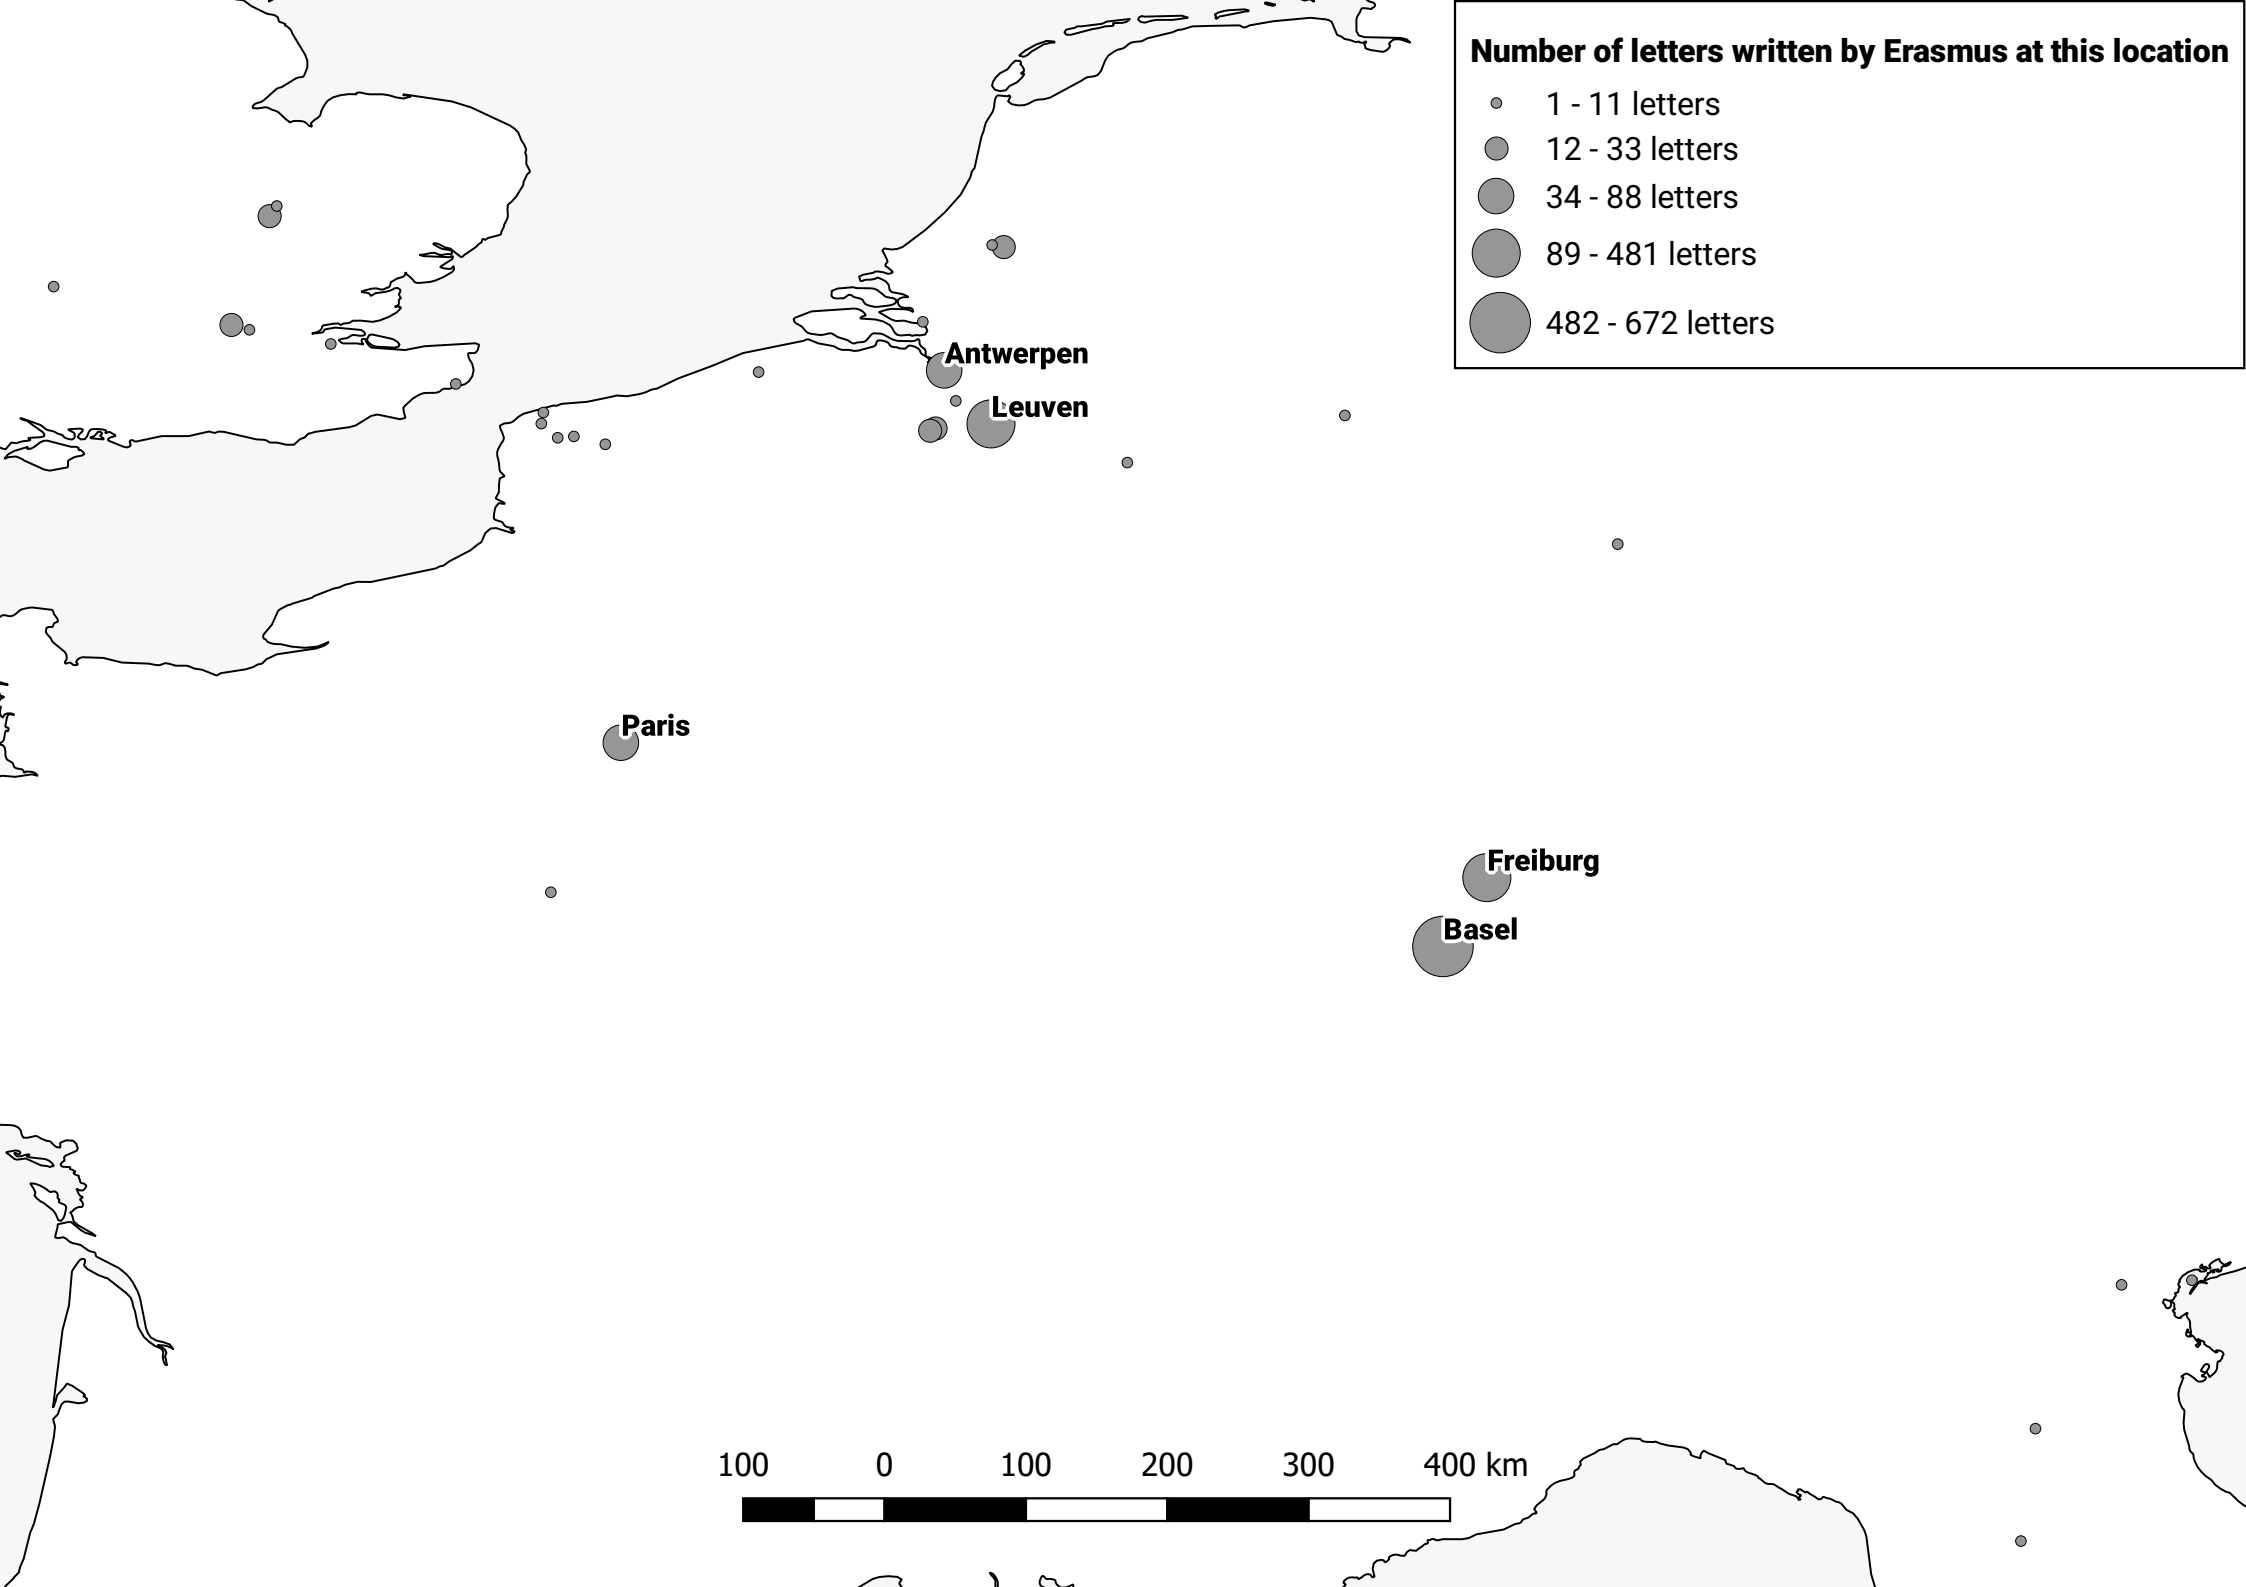 Number of letters written by Erasmus at this location
1 - 11 letters
12 - 33 letters
34 - 88 letters
89 - 481 letters
482 - 672 letters
Antwerpen
Leuven
Paris
Freiburg
Basel
100 0 100 200 300 400 km